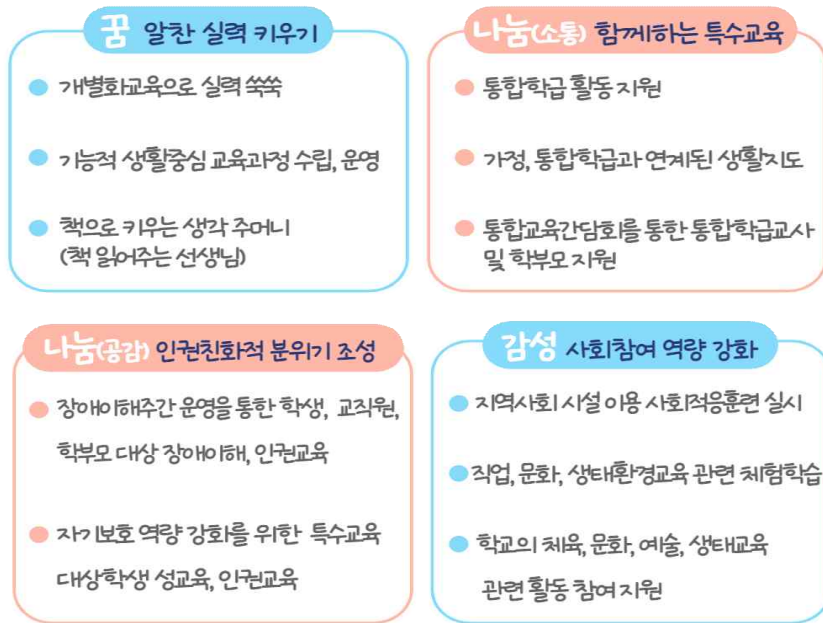 꿈 알찬 실력 키우기
개별화교육으로 실력 쑥쑥
기능적 생활중심 교육과정 수립, 운영
책으로 키우는 생각 주머니
(책 읽어주는 선생님)
나눔(소통) 함께하는 특수교육
통합학급 활동 지원
가정, 통합학급과 연계된 생활지도
통합교육간담회를 통한 통합학급교사
및 학부모 지원
나눔(공감) 인권친화적 분위기 조성
장애이해주간 운영을 통한 학생, 교직원,
학부모 대상 장애이해, 인권교육
자기보호 역량 강화를 위한 특수교육
대상학생 성교육, 인권교육
감성 사회참여 역량 강화
지역사회 시설 이용 사회적응훈련 실시
직업, 문화, 생태환경교육 관련 체험학습
학교의 체육, 문화, 예술, 생태교육
관련 활동 참여 지원